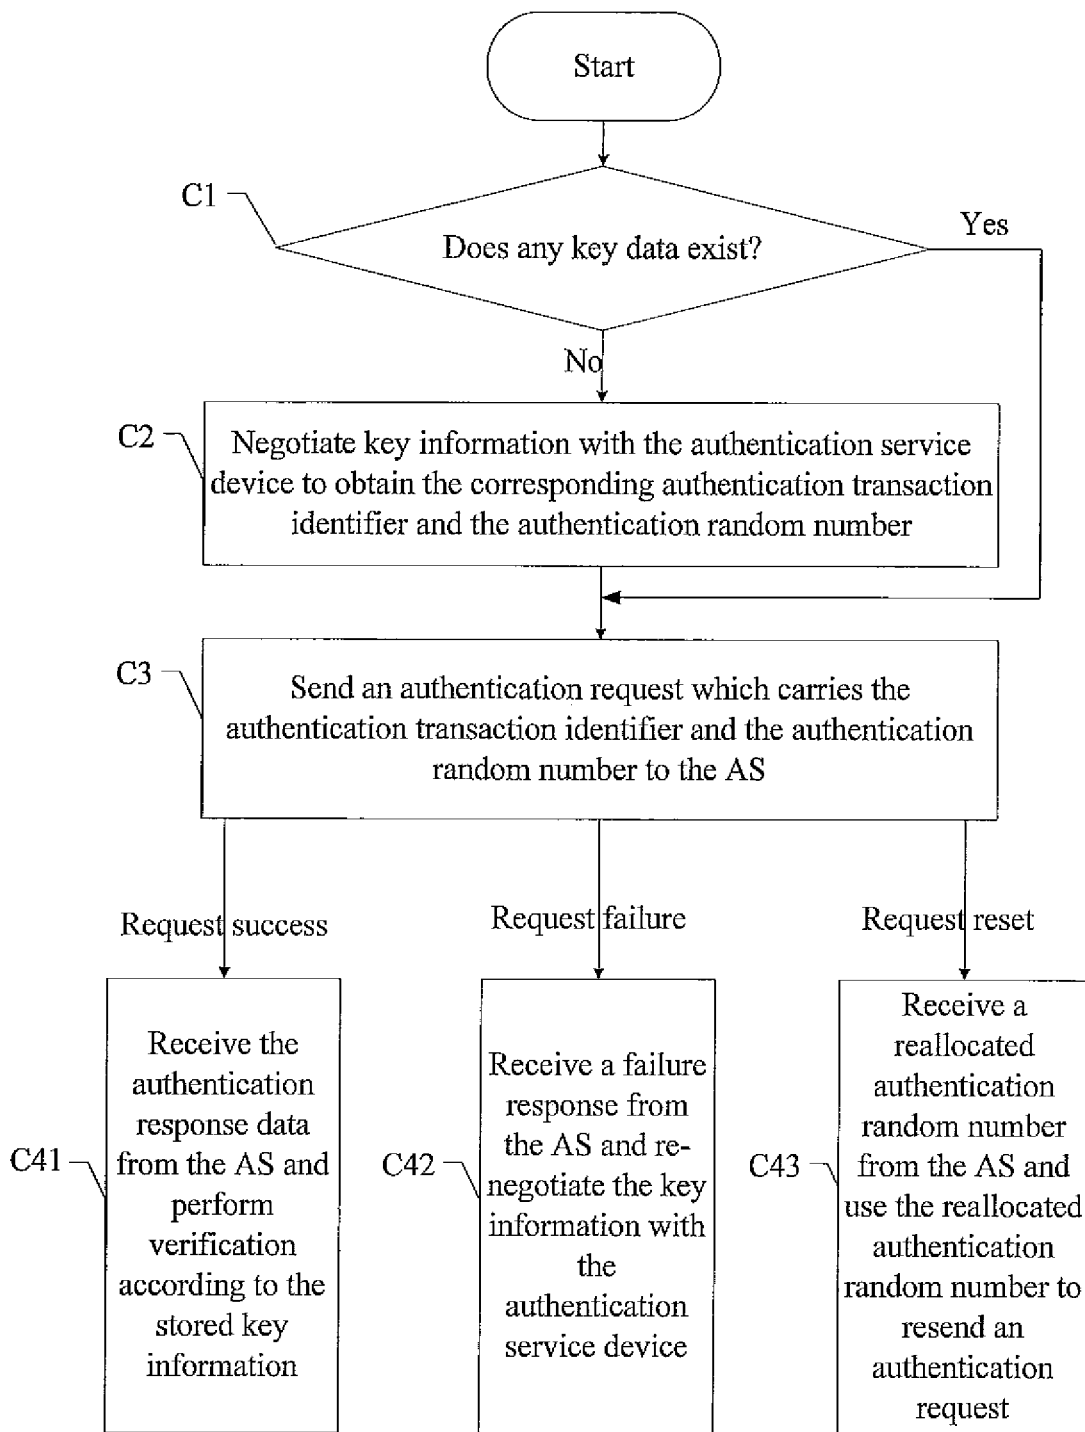 Start
C1
Does any key data exist?
Yes
No
C2
Negotiate key information with the authentication service
device to obtain the corresponding authentication transaction
identifier and the authentication random number
C3
Send an authentication request which carries the
authentication transaction identifier and the authentication
random number to the AS
Request success
Request failure
Request reset
C41
Receive the
authentication
response data
from the AS and
perform
verification
according to the
stored key
information
C42
Receive a failure
response from
the AS and re-
negotiate the key
information with
the
authentication
service device
C43
Receive a
reallocated
authentication
random number
from the AS and
use the reallocated
authentication
random number to
resend an
authentication
request